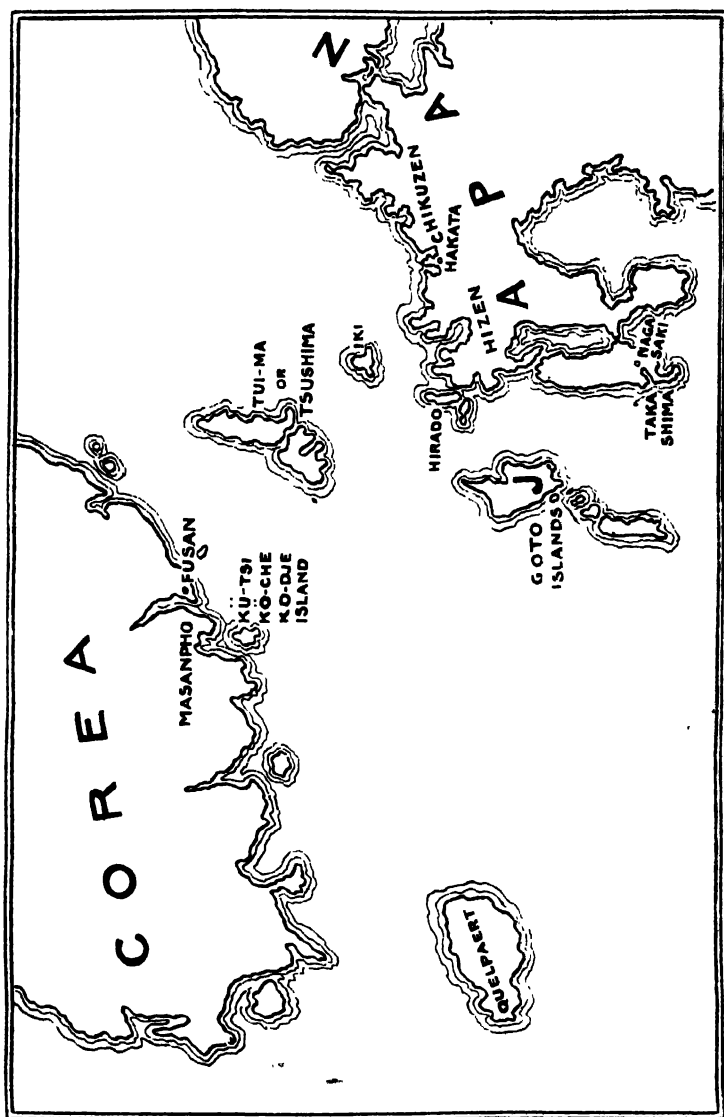 COREA
JAPAN
MASANPHO
FUSAN
KU-TSI
KÖ-CHE
KO-DJE
ISLAND
TUI-MA
OR
TSUSHIMA
IKI
CHIKUZEN
HAKATA
HIZEN
HIRADO
GOTO
ISLANDS
NAGA
SAKI
TAKA
SHIMA
QUELPAERT